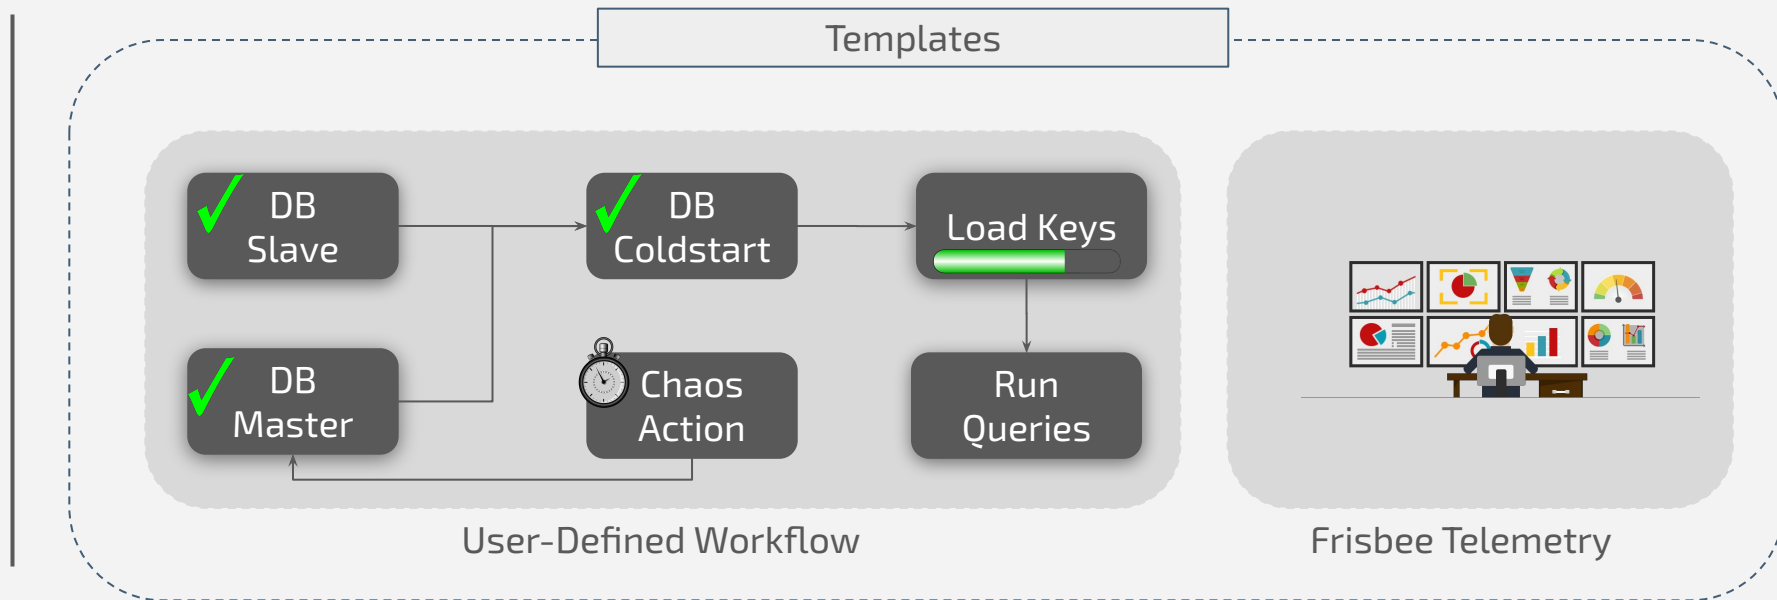 Templates
DB
Slave
DB
Coldstart
Load Keys
DB
Master
Chaos
Action
Run
Queries
User-Defined Workflow
Frisbee Telemetry